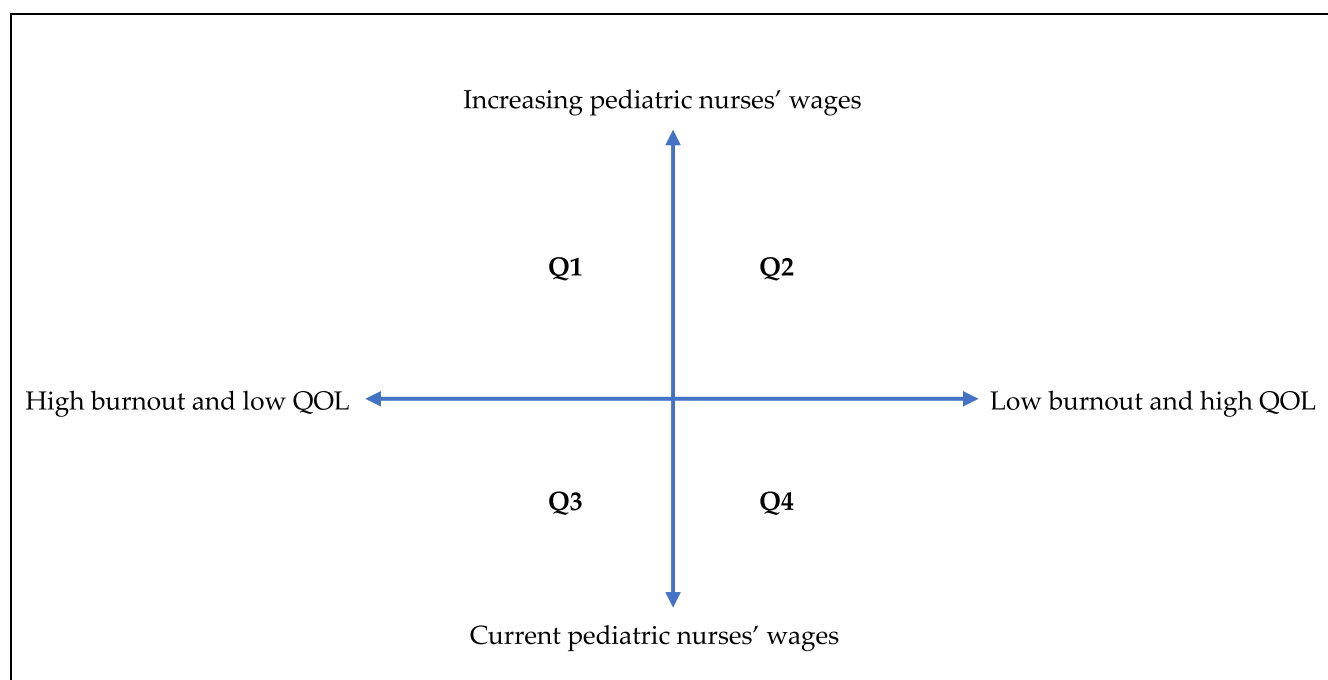 Increasing pediatric nurses’ wages
Q1
Q2
High burnout and low QOL
Low burnout and high QOL
Q3
Q4
Current pediatric nurses’ wages